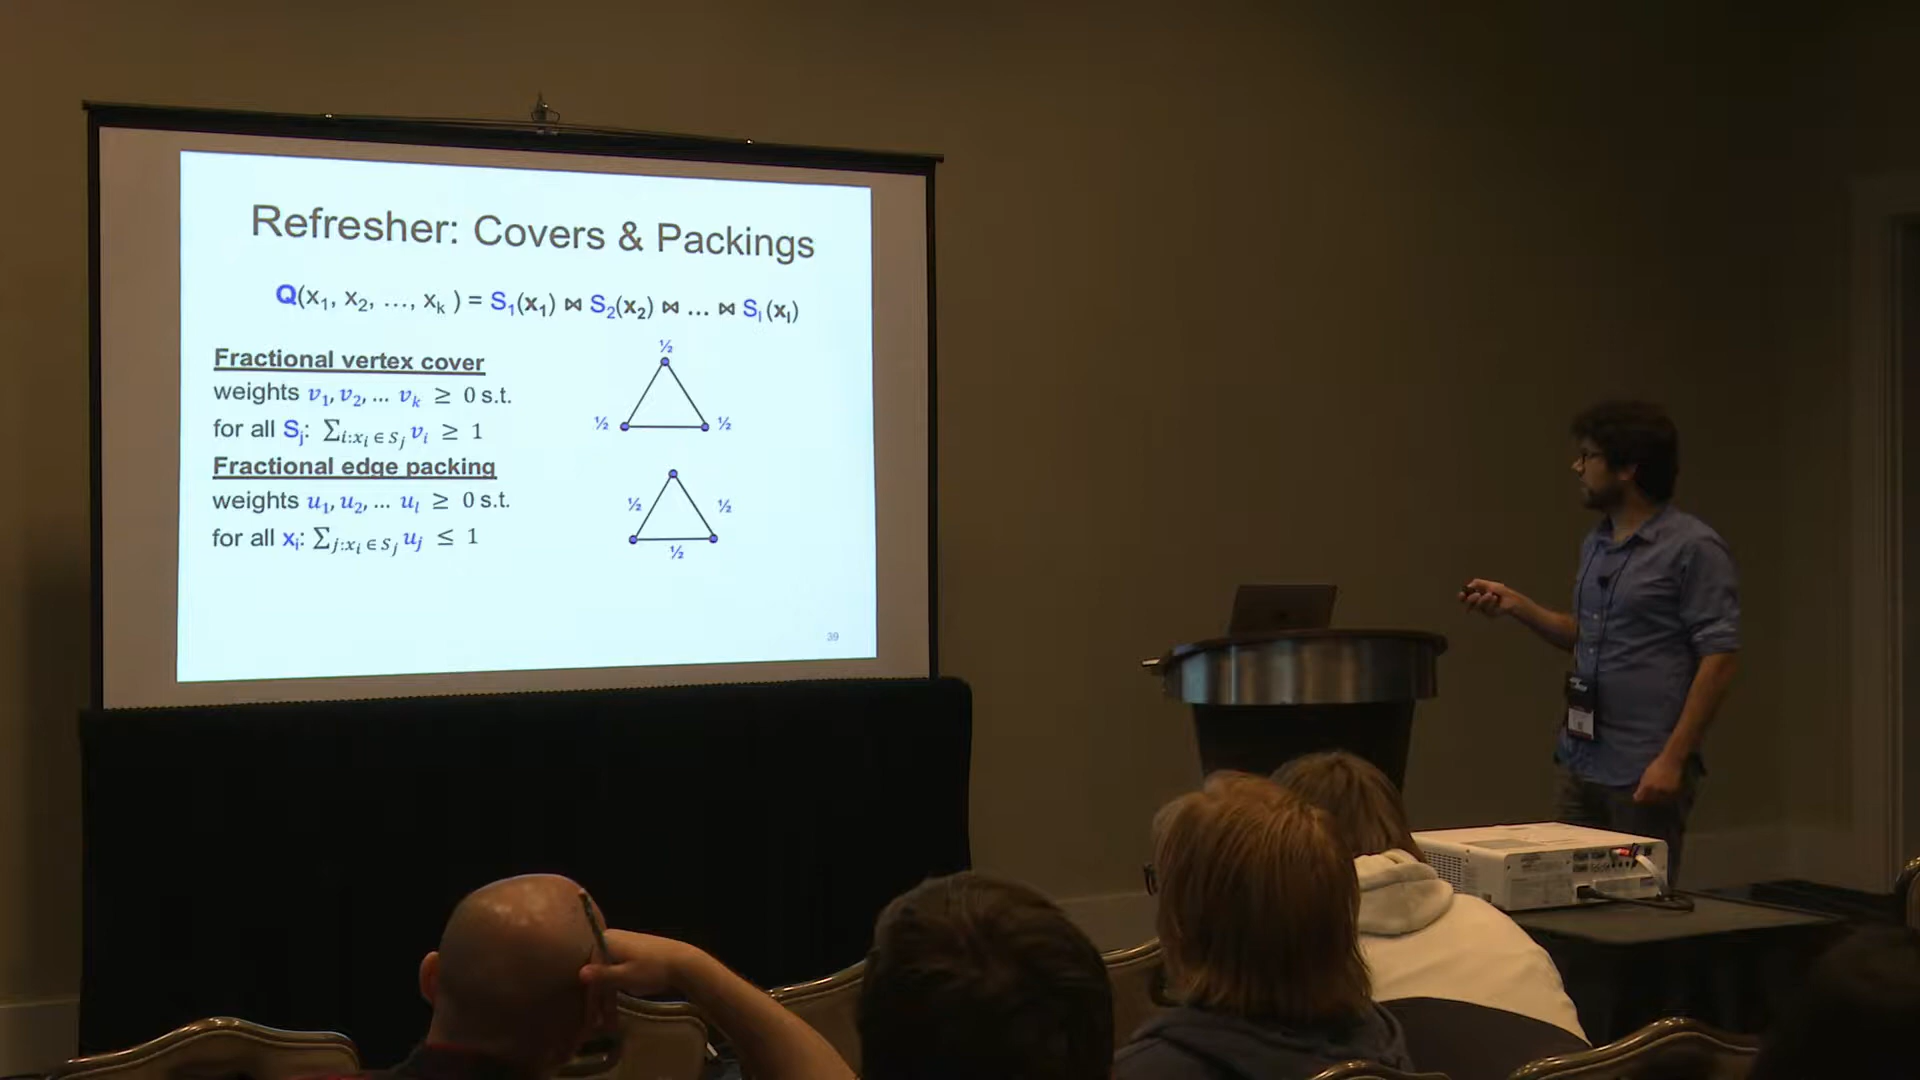 Refresher: Covers & Packings
Q(x₁, x₂, …, xₖ ) = S₁(x₁) ⋈ S₂(x₂) ⋈ … ⋈ Sₗ (xₗ)
Fractional vertex cover
weights v₁, v₂, … vₖ ≥ 0 s.t.
for all Sⱼ: ∑i:xᵢ∈Sⱼ vᵢ ≥ 1
½
½
½
Fractional edge packing
weights u₁, u₂, … uₗ ≥ 0 s.t.
for all xᵢ: ∑j:xᵢ∈Sⱼ uⱼ ≤ 1
½
½
½
39